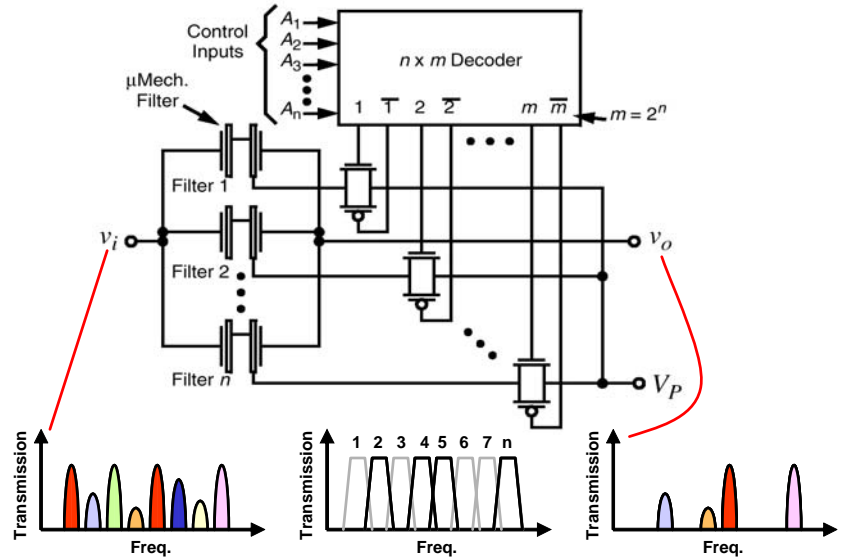 Control
Inputs
A1
A2
A3
An
n x m Decoder
1 1̅ 2 2̅ m m̅
m = 2ⁿ
μMech.
Filter
Filter 1
Filter 2
Filter n
vi
vo
VP
Transmission
Freq.
1 2 3 4 5 6 7 n
Transmission
Freq.
Transmission
Freq.